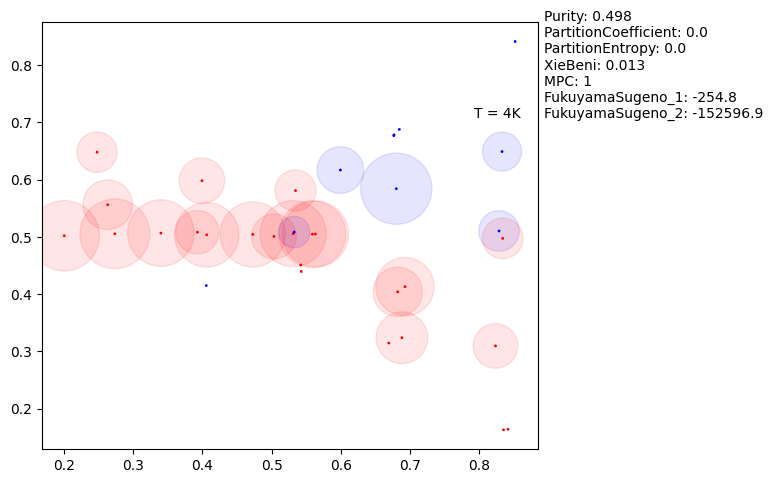 Purity: 0.498
PartitionCoefficient: 0.0
PartitionEntropy: 0.0
XieBeni: 0.013
MPC: 1
FukuyamaSugeno_1: -254.8
FukuyamaSugeno_2: -152596.9
T = 4K
0.8
0.7
0.6
0.5
0.4
0.3
0.2
0.2 0.3 0.4 0.5 0.6 0.7 0.8